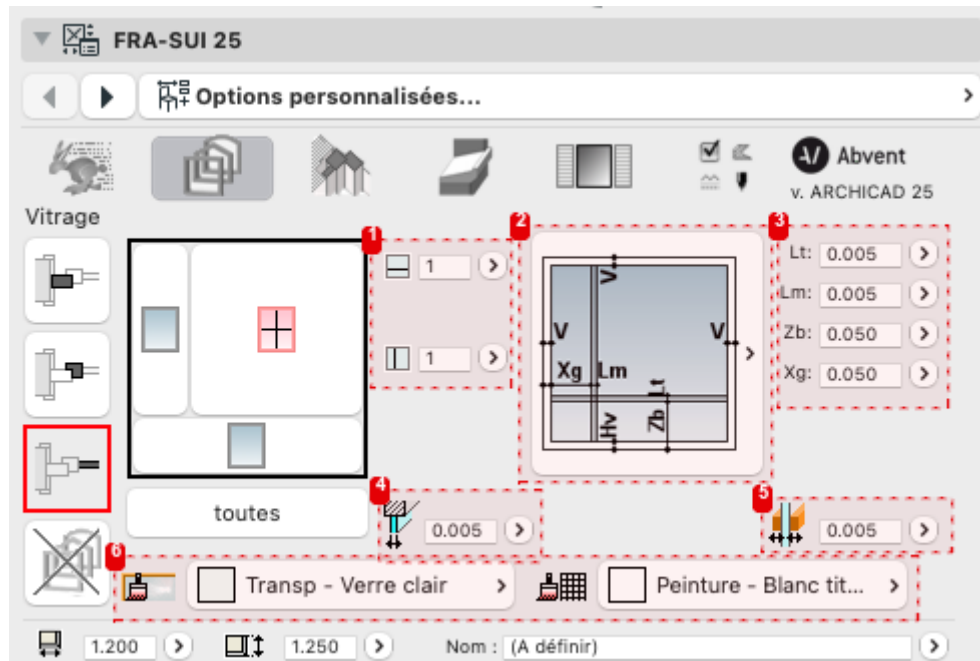 FRA-SUI 25
Options personnalisées...
Abvent
v. ARCHICAD 25
Vitrage
1
2
3
1
Lt: 0.005
V
Lm: 0.005
V
V
Zb: 0.050
1
Xg
Lm
Xg: 0.050
Lt
Hv
Zb
4
5
toutes
0.005
0.005
6
Transp - Verre clair
Peinture - Blanc tit...
1.200
1.250
Nom : (A définir)